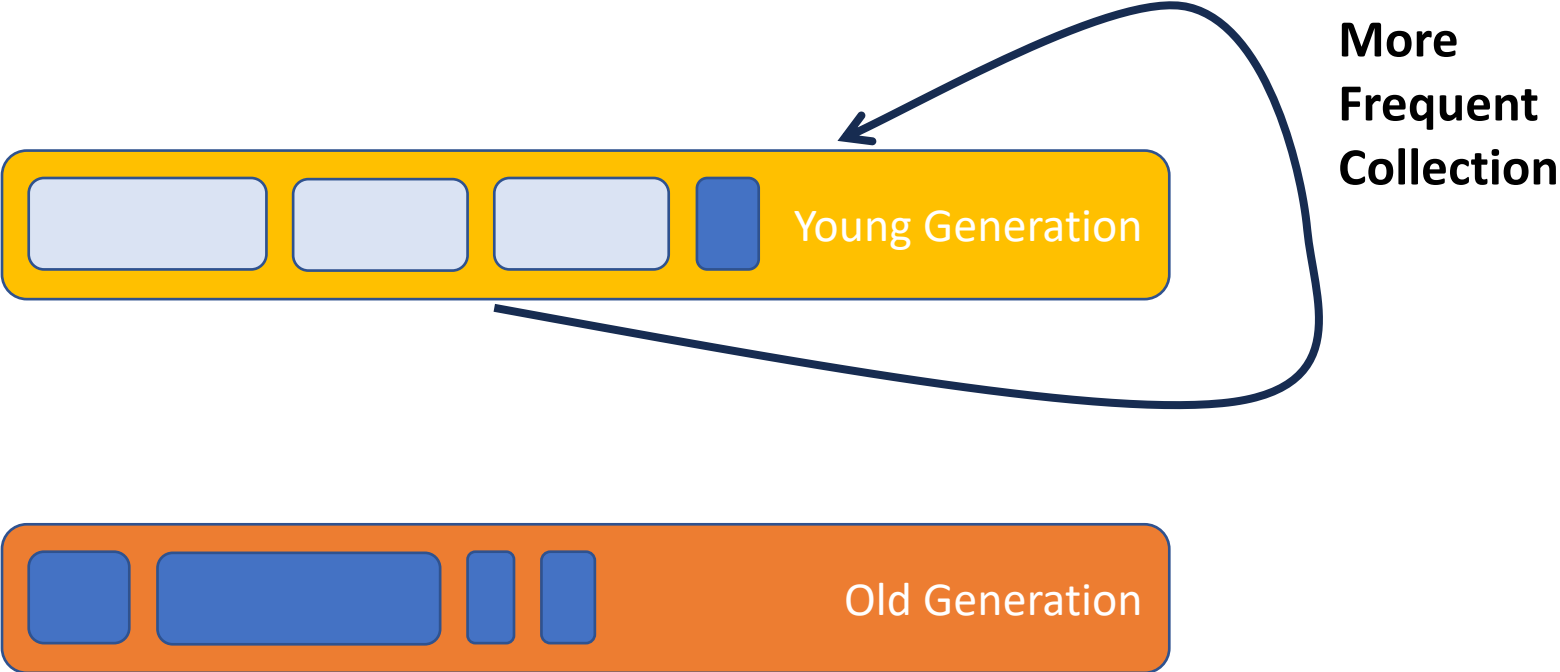 More
Frequent
Collection
Young Generation
Old Generation